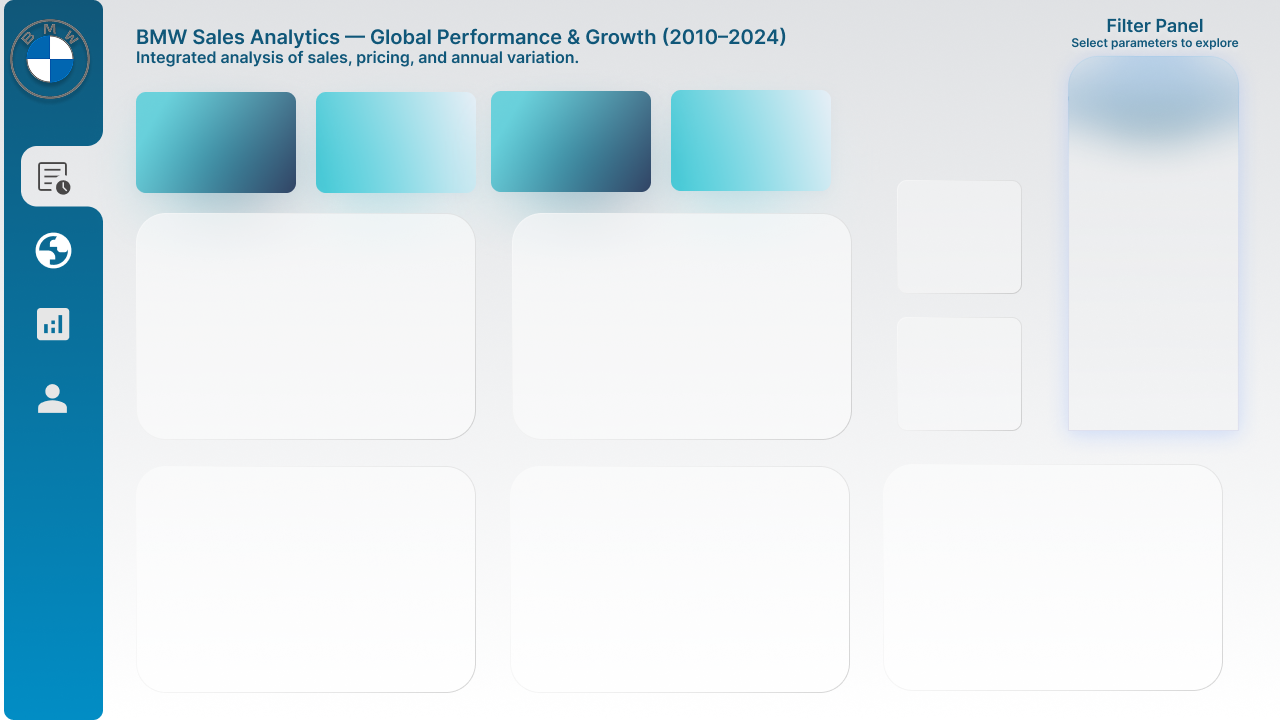 BMW
BMW Sales Analytics — Global Performance & Growth (2010–2024)
Integrated analysis of sales, pricing, and annual variation.
Filter Panel
Select parameters to explore